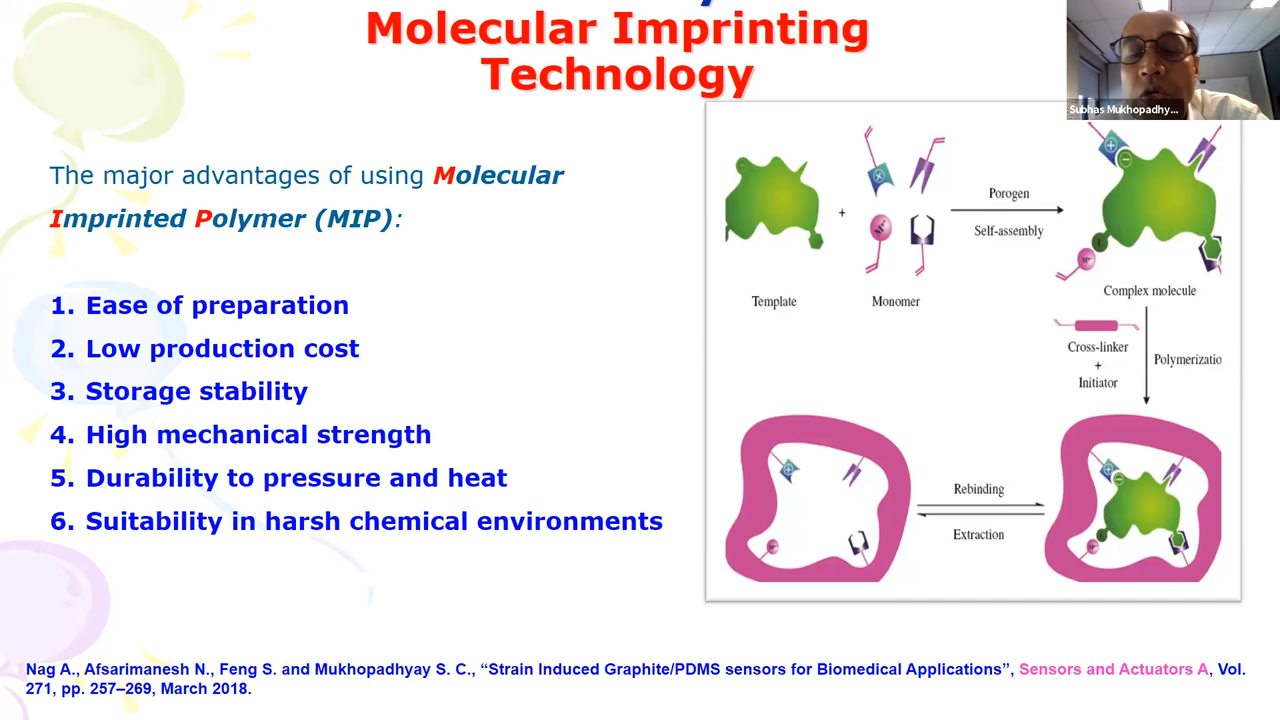 Molecular Imprinting
Technology
Subhas Mukhopadhy...
The major advantages of using Molecular
Imprinted Polymer (MIP):
1. Ease of preparation
2. Low production cost
3. Storage stability
4. High mechanical strength
5. Durability to pressure and heat
6. Suitability in harsh chemical environments
+
Porogen
Self-assembly
Template
Monomer
Complex molecule
Cross-linker
+
Initiator
Polymerizatio
Rebinding
Extraction
Nag A., Afsarimanesh N., Feng S. and Mukhopadhyay S. C., “Strain Induced Graphite/PDMS sensors for Biomedical Applications”, Sensors and Actuators A, Vol.
271, pp. 257–269, March 2018.